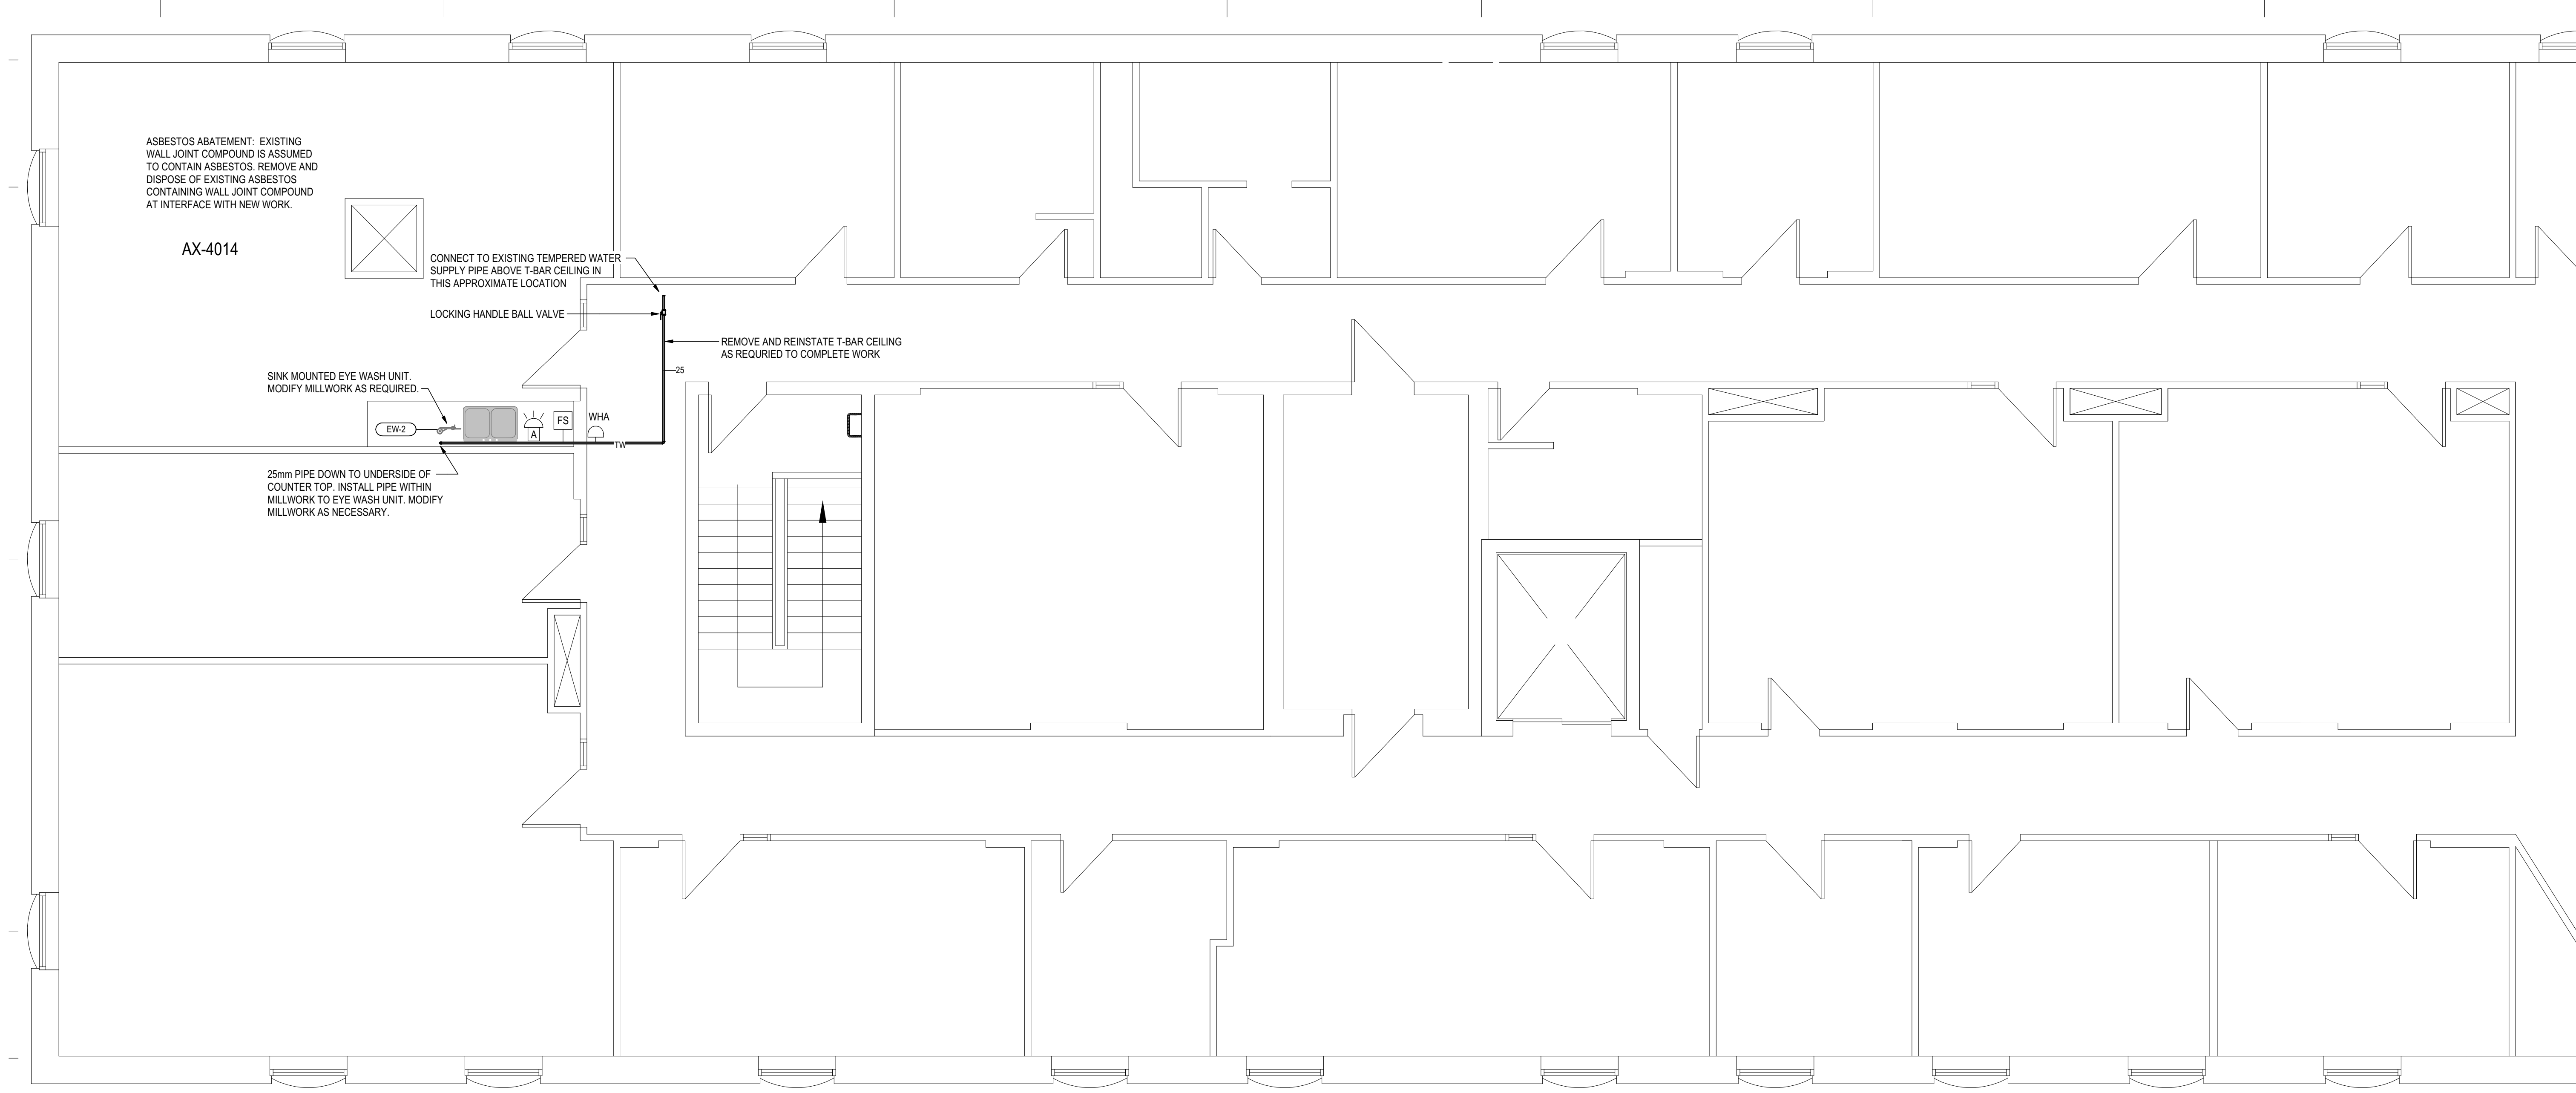 ASBESTOS ABATEMENT: EXISTING
WALL JOINT COMPOUND IS ASSUMED
TO CONTAIN ASBESTOS. REMOVE AND
DISPOSE OF EXISTING ASBESTOS
CONTAINING WALL JOINT COMPOUND
AT INTERFACE WITH NEW WORK.
AX-4014
CONNECT TO EXISTING TEMPERED WATER
SUPPLY PIPE ABOVE T-BAR CEILING IN
THIS APPROXIMATE LOCATION
LOCKING HANDLE BALL VALVE
REMOVE AND REINSTATE T-BAR CEILING
AS REQURIED TO COMPLETE WORK
25
SINK MOUNTED EYE WASH UNIT.
MODIFY MILLWORK AS REQUIRED.
EW-2
A
FS
WHA
TW
25mm PIPE DOWN TO UNDERSIDE OF
COUNTER TOP. INSTALL PIPE WITHIN
MILLWORK TO EYE WASH UNIT. MODIFY
MILLWORK AS NECESSARY.